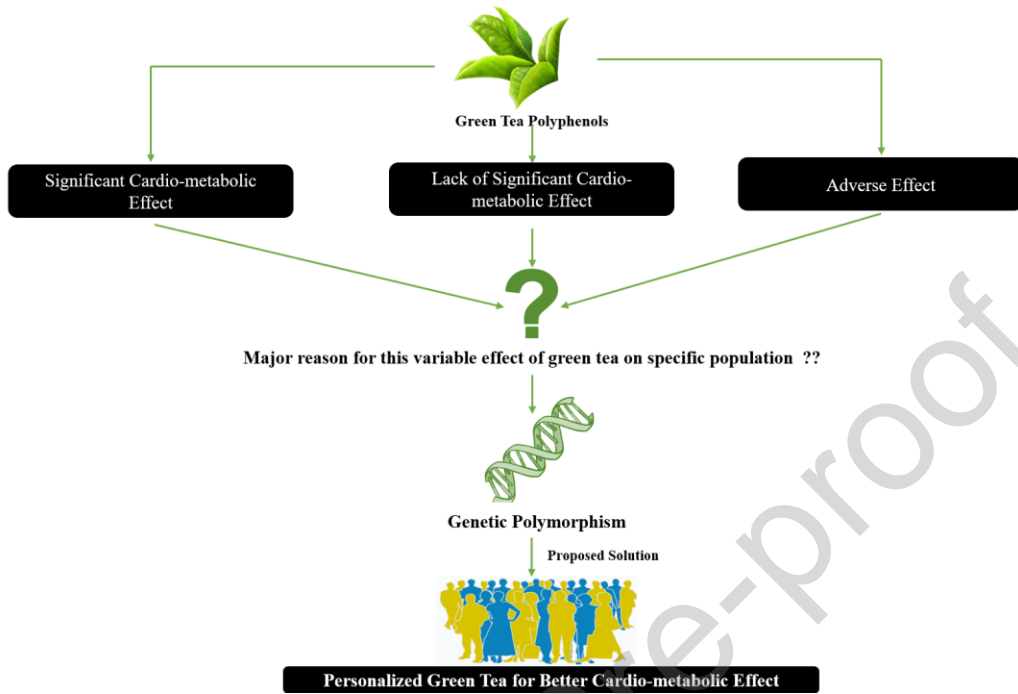 Green Tea Polyphenols
Significant Cardio-metabolic
Effect
Lack of Significant Cardio-
metabolic Effect
Adverse Effect
?
Major reason for this variable effect of green tea on specific population ??
Genetic Polymorphism
Proposed Solution
Personalized Green Tea for Better Cardio-metabolic Effect
re-proof